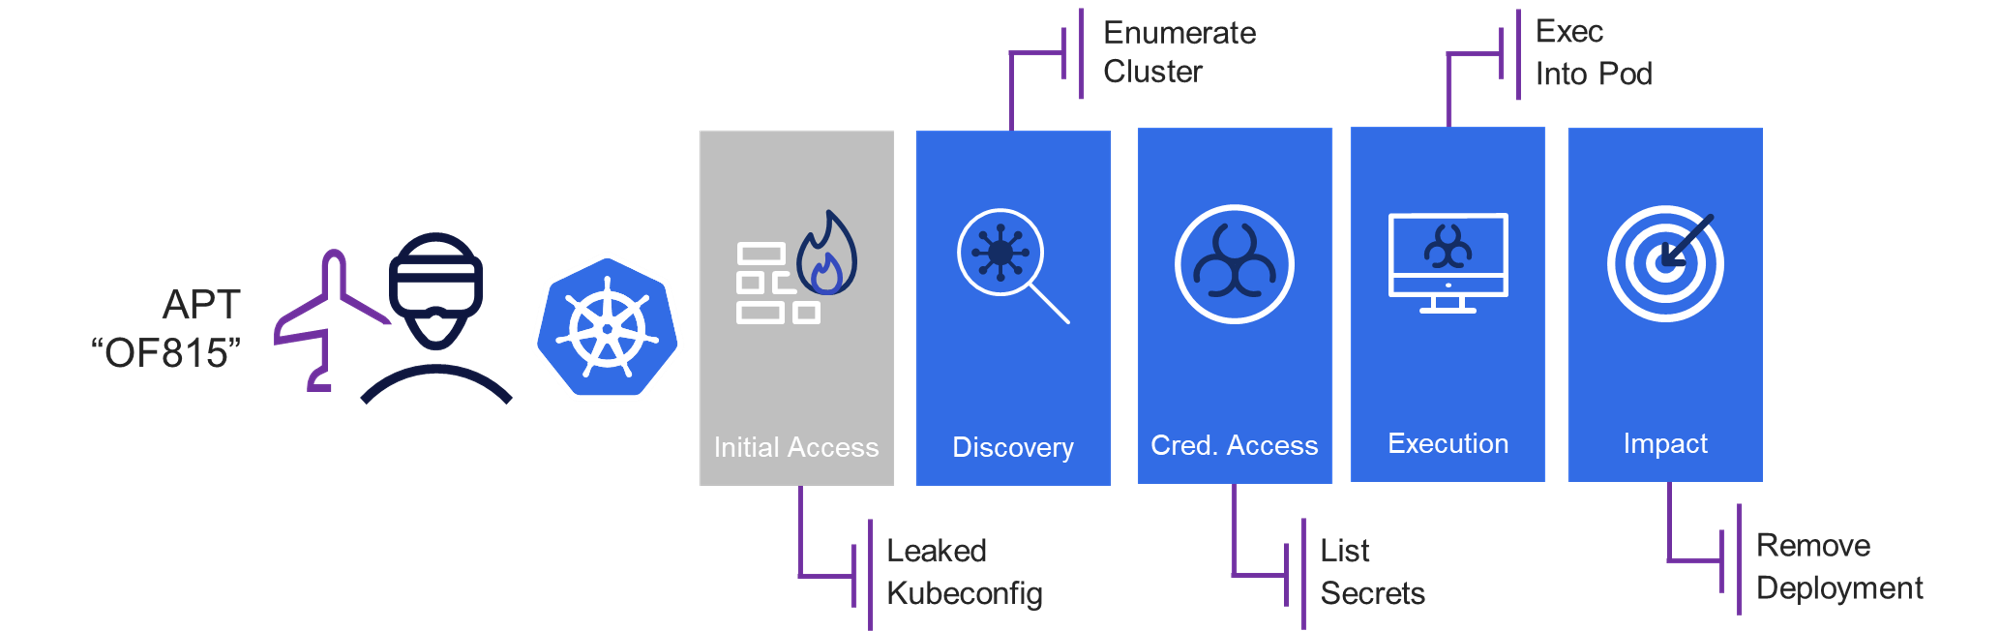 APT
“OF815”
Initial Access
Leaked
Kubeconfig
Discovery
Enumerate
Cluster
Cred. Access
List
Secrets
Execution
Exec
Into Pod
Impact
Remove
Deployment